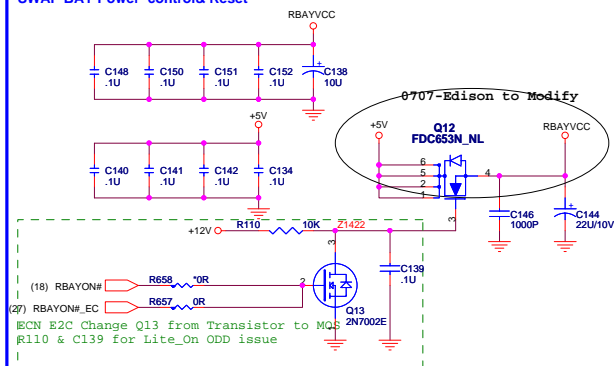 SWAP BAY Power control& Reset
RBAYVCC
C148
.1U
C150
.1U
C151
.1U
C152
.1U
C138
10U
+
0707-Edison to Modify
+5V
C140
.1U
C141
.1U
C142
.1U
C134
.1U
+5V
Q12
FDC653N_NL
RBAYVCC
6
5
2
1
4
3
C146
1000P
+
C144
22U/10V
+12V
R110
10K
Z1422
3
C139
.1U
(18) RBAYON#
R658
*0R
2
(27) RBAYON#_EC
R657
0R
Q13
2N7002E
1
ECN E2C Change Q13 from Transistor to MOS
R110 & C139 for Lite_On ODD issue